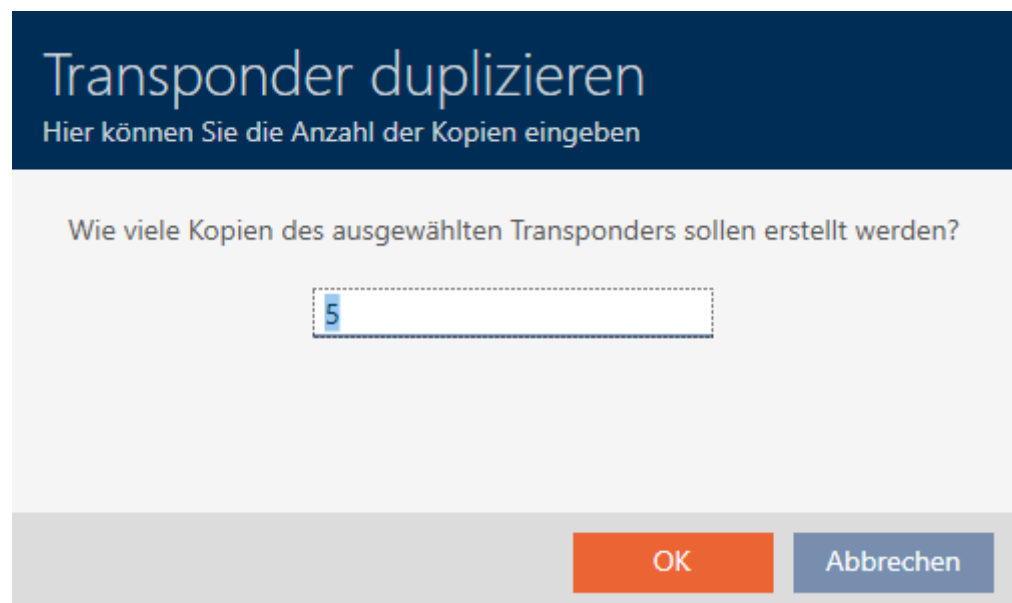 Transponder duplizieren
Hier können Sie die Anzahl der Kopien eingeben
Wie viele Kopien des ausgewählten Transponders sollen erstellt werden?
5
OK Abbrechen